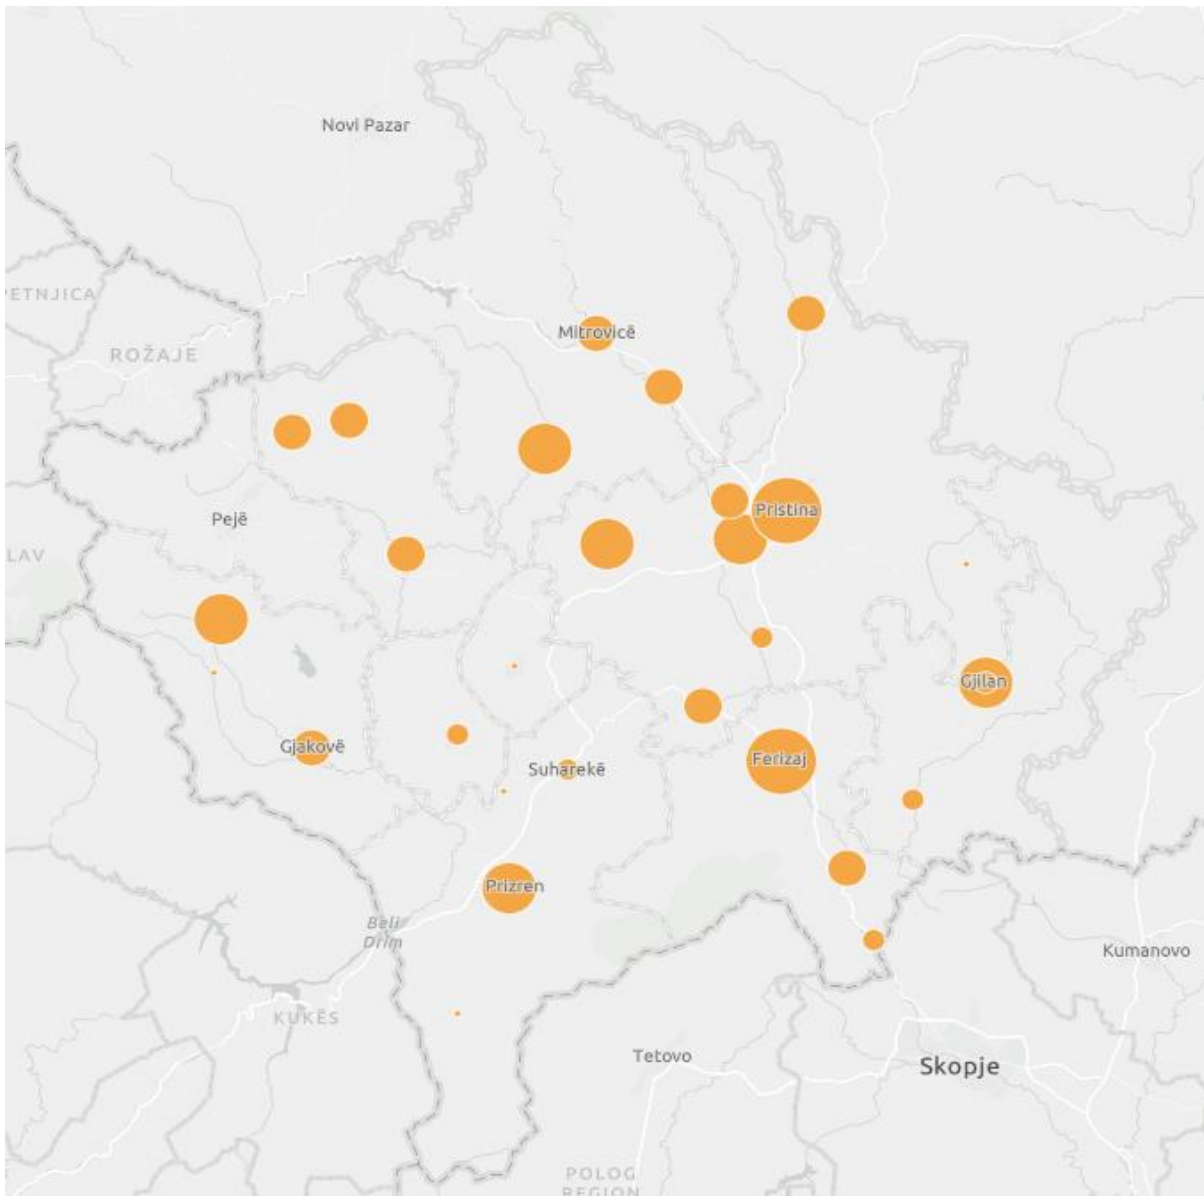 Novi Pazar
PETNJICA
ROŽAJE
Mitrovicë
Pejë
Pristina
LAV
Gjilan
Gjakovë
Suharekë
Ferizaj
Prizren
Beli
Drim
Kumanovo
KUKËS
Tetovo
Skopje
POLOG
REGION